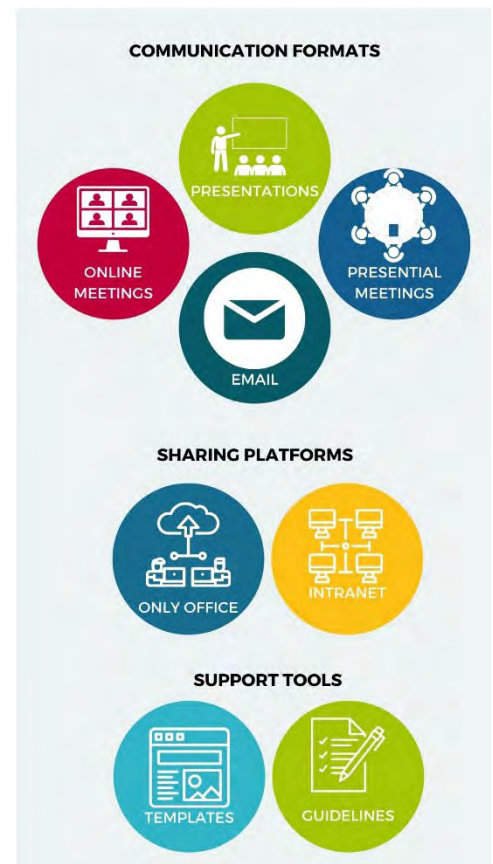 COMMUNICATION FORMATS
PRESENTATIONS
ONLINE
MEETINGS
PRESENTIAL
MEETINGS
EMAIL
SHARING PLATFORMS
ONLY OFFICE
INTRANET
SUPPORT TOOLS
TEMPLATES
GUIDELINES